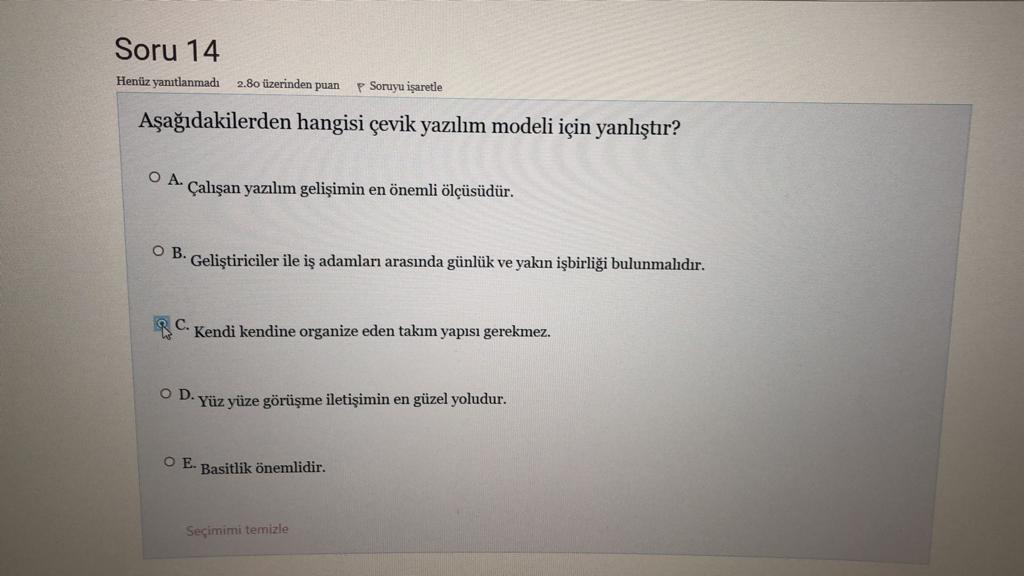 Soru 14
Henüz yanıtlanmadı 2.80 üzerinden puan Soruyu işaretle
Aşağıdakilerden hangisi çevik yazılım modeli için yanlıştır?
A. Çalışan yazılım gelişimin en önemli ölçüsüdür.
B. Geliştiriciler ile iş adamları arasında günlük ve yakın işbirliği bulunmalıdır.
C. Kendi kendine organize eden takım yapısı gerekmez.
D. Yüz yüze görüşme iletişimin en güzel yoludur.
E. Basitlik önemlidir.
Seçimimi temizle